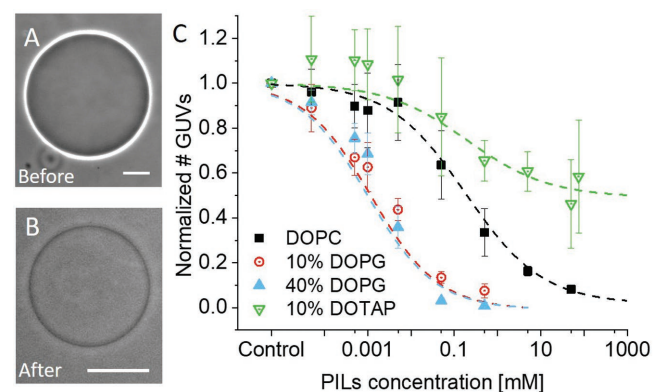 A
Before
B
After
C
Normalized # GUVs
1.2
1.0
0.8
0.6
0.4
0.2
0.0
DOPC
10% DOPG
40% DOPG
10% DOTAP
Control
0.001
0.1
10
1000
PILs concentration [mM]